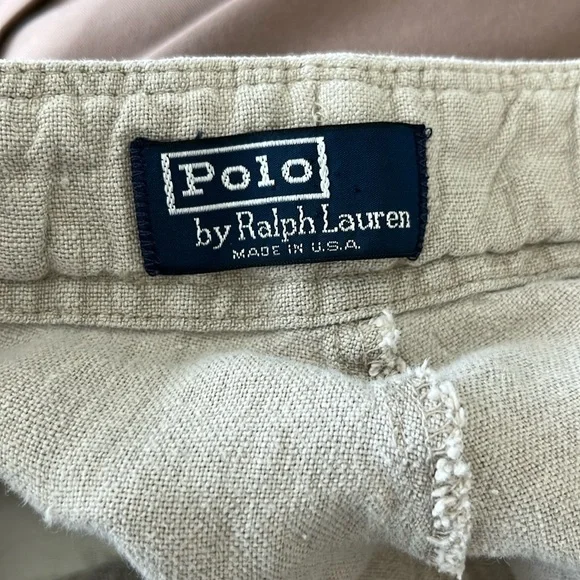 Polo
by Ralph Lauren
MADE IN U.S.A.